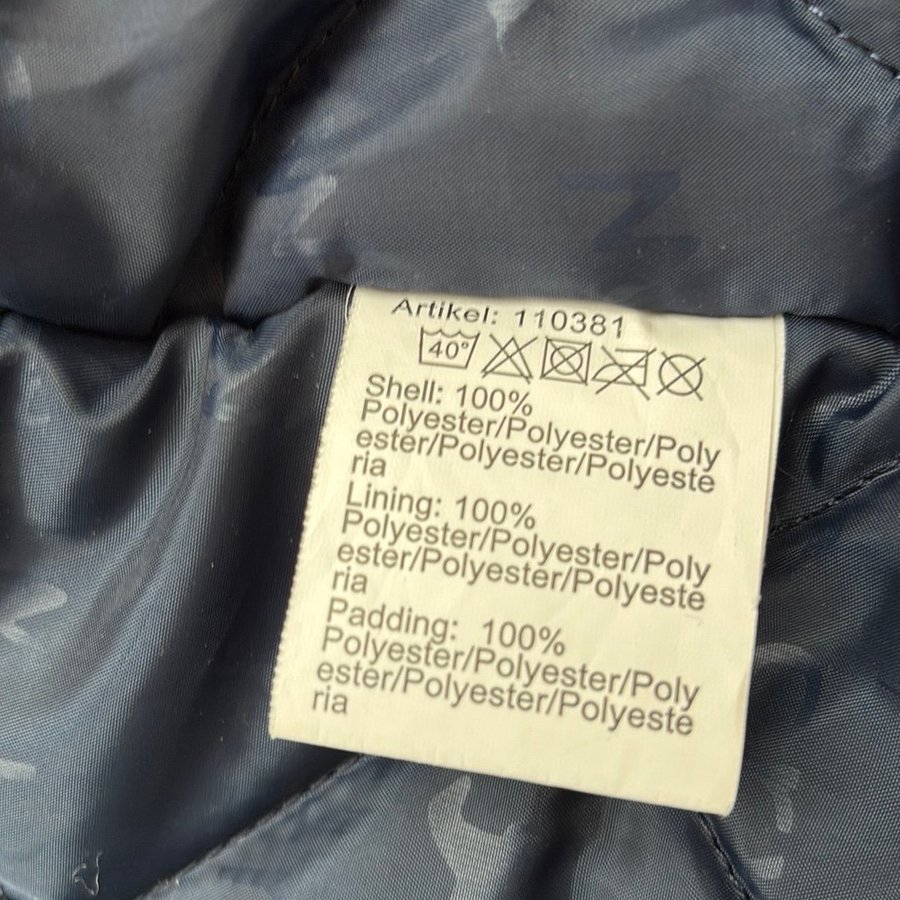 Artikel: 110381
40°
Shell: 100%
Polyester/Polyester/Poly
ester/Polyester/Polyeste
ria
Lining: 100%
Polyester/Polyester/Poly
ester/Polyester/Polyeste
ria
Padding: 100%
Polyester/Polyester/Poly
ester/Polyester/Polyeste
ria